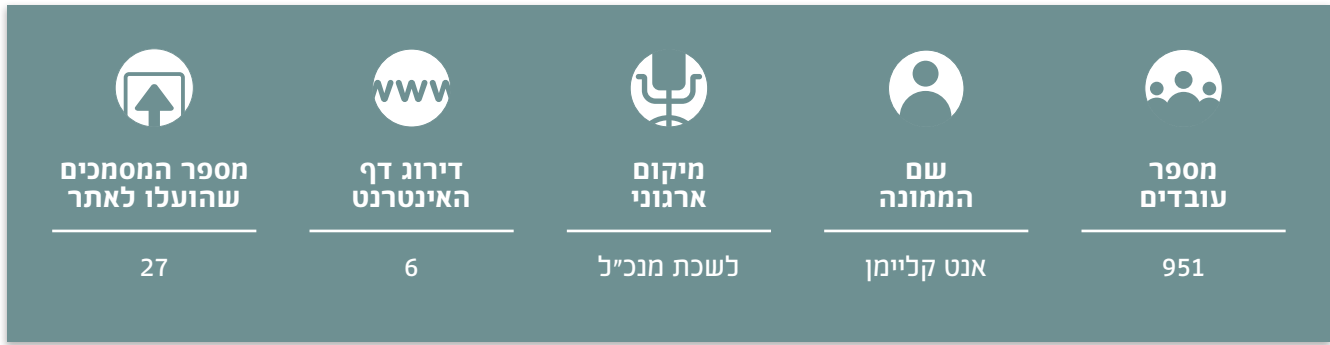 מספר
עובדים
951
שם
הממונה
אנט קליימן
מיקום
ארגוני
לשכת מנכ״ל
www
דירוג דף
האינטרנט
6
מספר המסמכים
שהועלו לאתר
27